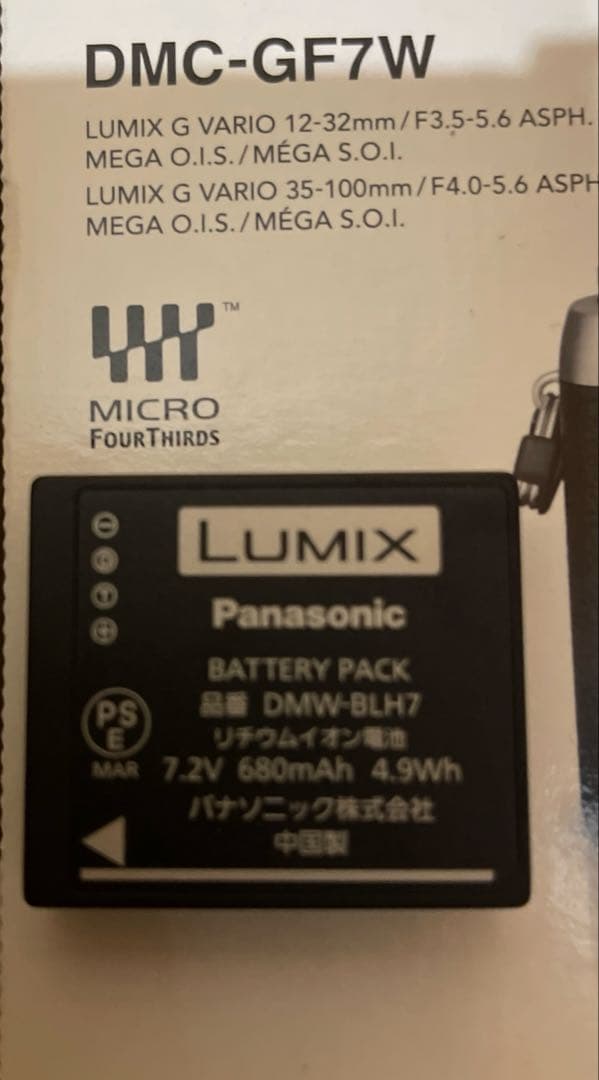 DMC-GF7W
LUMIX G VARIO 12-32mm/F3.5-5.6 ASPH.
MEGA O.I.S./MÉGA S.O.I.
LUMIX G VARIO 35-100mm/F4.0-5.6 ASPH
MEGA O.I.S./MÉGA S.O.I.
TM
MICRO
FOURTHIRDS
LUMIX
Panasonic
BATTERY PACK
品番 DMW-BLH7
リチウムイオン電池
PS
E
MAR
7.2V 680mAh 4.9Wh
パナソニック株式会社
中国製